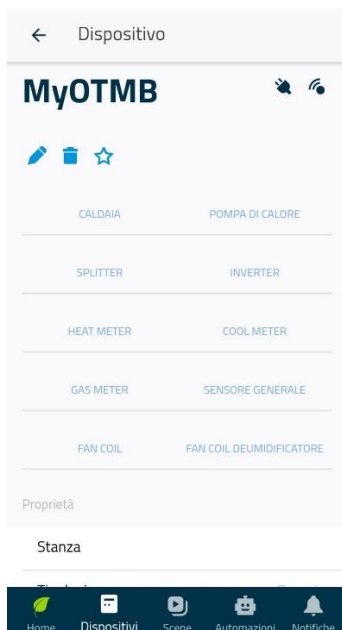 Dispositivo
MyOTMB
CALDAIA POMPA DI CALORE
SPLITTER INVERTER
HEAT METER COOL METER
GAS METER SENSORE GENERALE
FAN COIL FAN COIL DEUMIDIFICATORE
Proprietà
Stanza
Home Dispositivi Scene Automazioni Notifiche